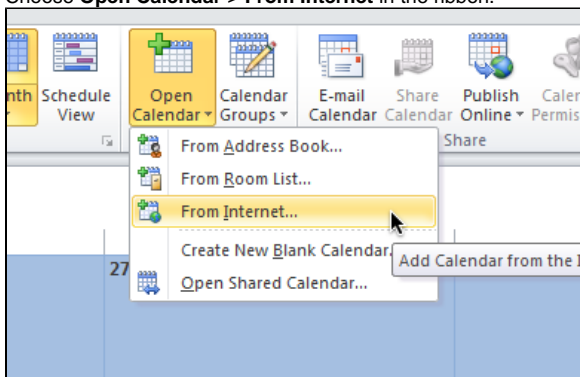 Choose Open Calendar > From Internet in the ribbon.
nth Schedule View
Open Calendar
Calendar Groups
E-mail Calendar
Share Calendar
Publish Online
Caler Permis
Share
From Address Book...
From Room List...
From Internet...
Create New Blank Calendar.
Add Calendar from the I
27
Open Shared Calendar...